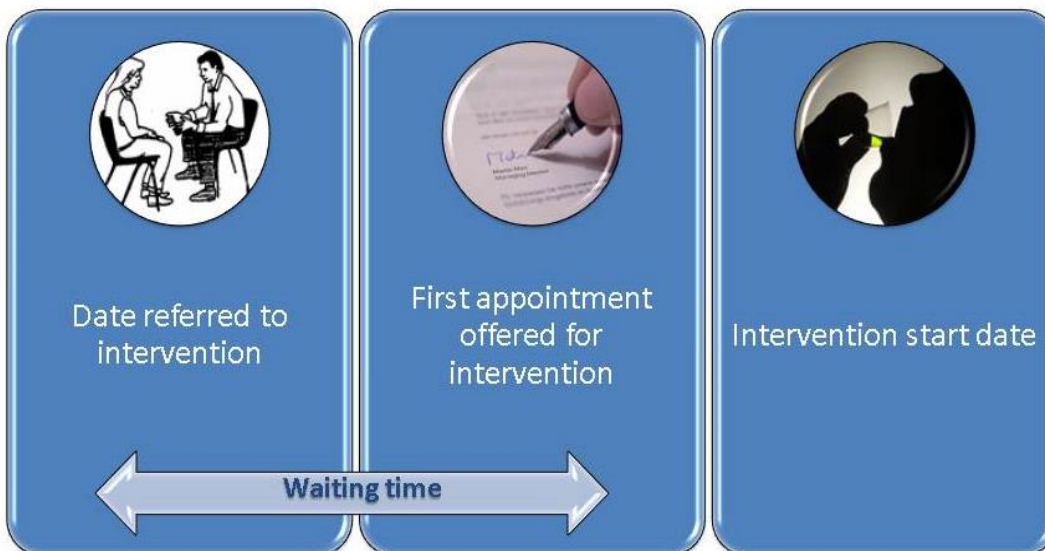 Date referred to
intervention
First appointment
offered for
intervention
Intervention start date
Waiting time